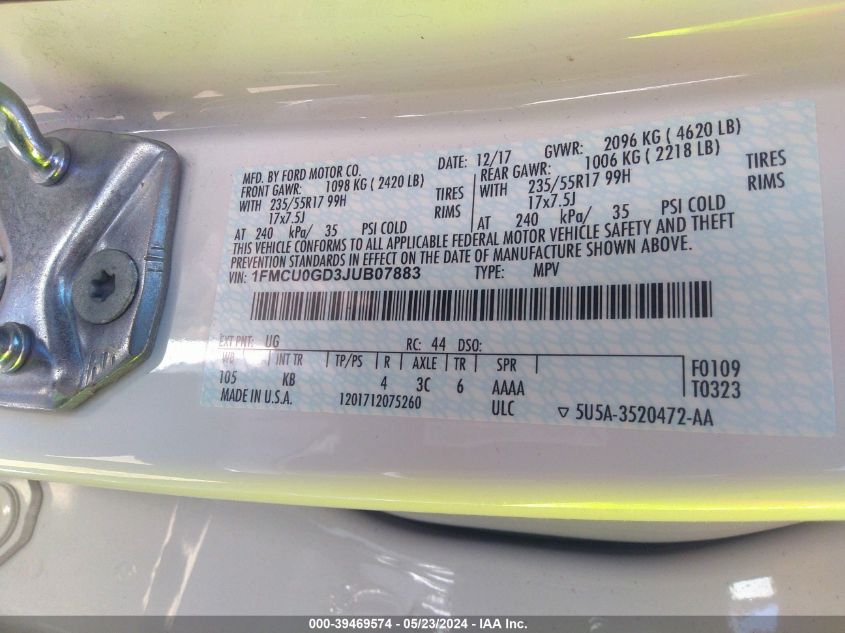 MFD. BY FORD MOTOR CO. DATE: 12/17 GVWR: 2096 KG ( 4620 LB)
FRONT GAWR: 1098 KG ( 2420 LB) REAR GAWR: 1006 KG ( 2218 LB)
WITH 235/55R17 99H TIRES WITH 235/55R17 99H TIRES
17x7.5J RIMS 17x7.5J RIMS
AT 240 kPa/ 35 PSI COLD AT 240 kPa/ 35 PSI COLD
THIS VEHICLE CONFORMS TO ALL APPLICABLE FEDERAL MOTOR VEHICLE SAFETY AND THEFT
PREVENTION STANDARDS IN EFFECT ON THE DATE OF MANUFACTURE SHOWN ABOVE.
VIN: 1FMCU0GD3JUB07883 TYPE: MPV
EXT PNT: UG RC: 44 DSO:
WB INT TR TP/PS R AXLE TR SPR F0109
105 KB 4 3C 6 AAAA T0323
MADE IN U.S.A. 1201712075260 ULC ▽ 5U5A-3520472-AA
000-39469574 - 05/23/2024 - IAA Inc.